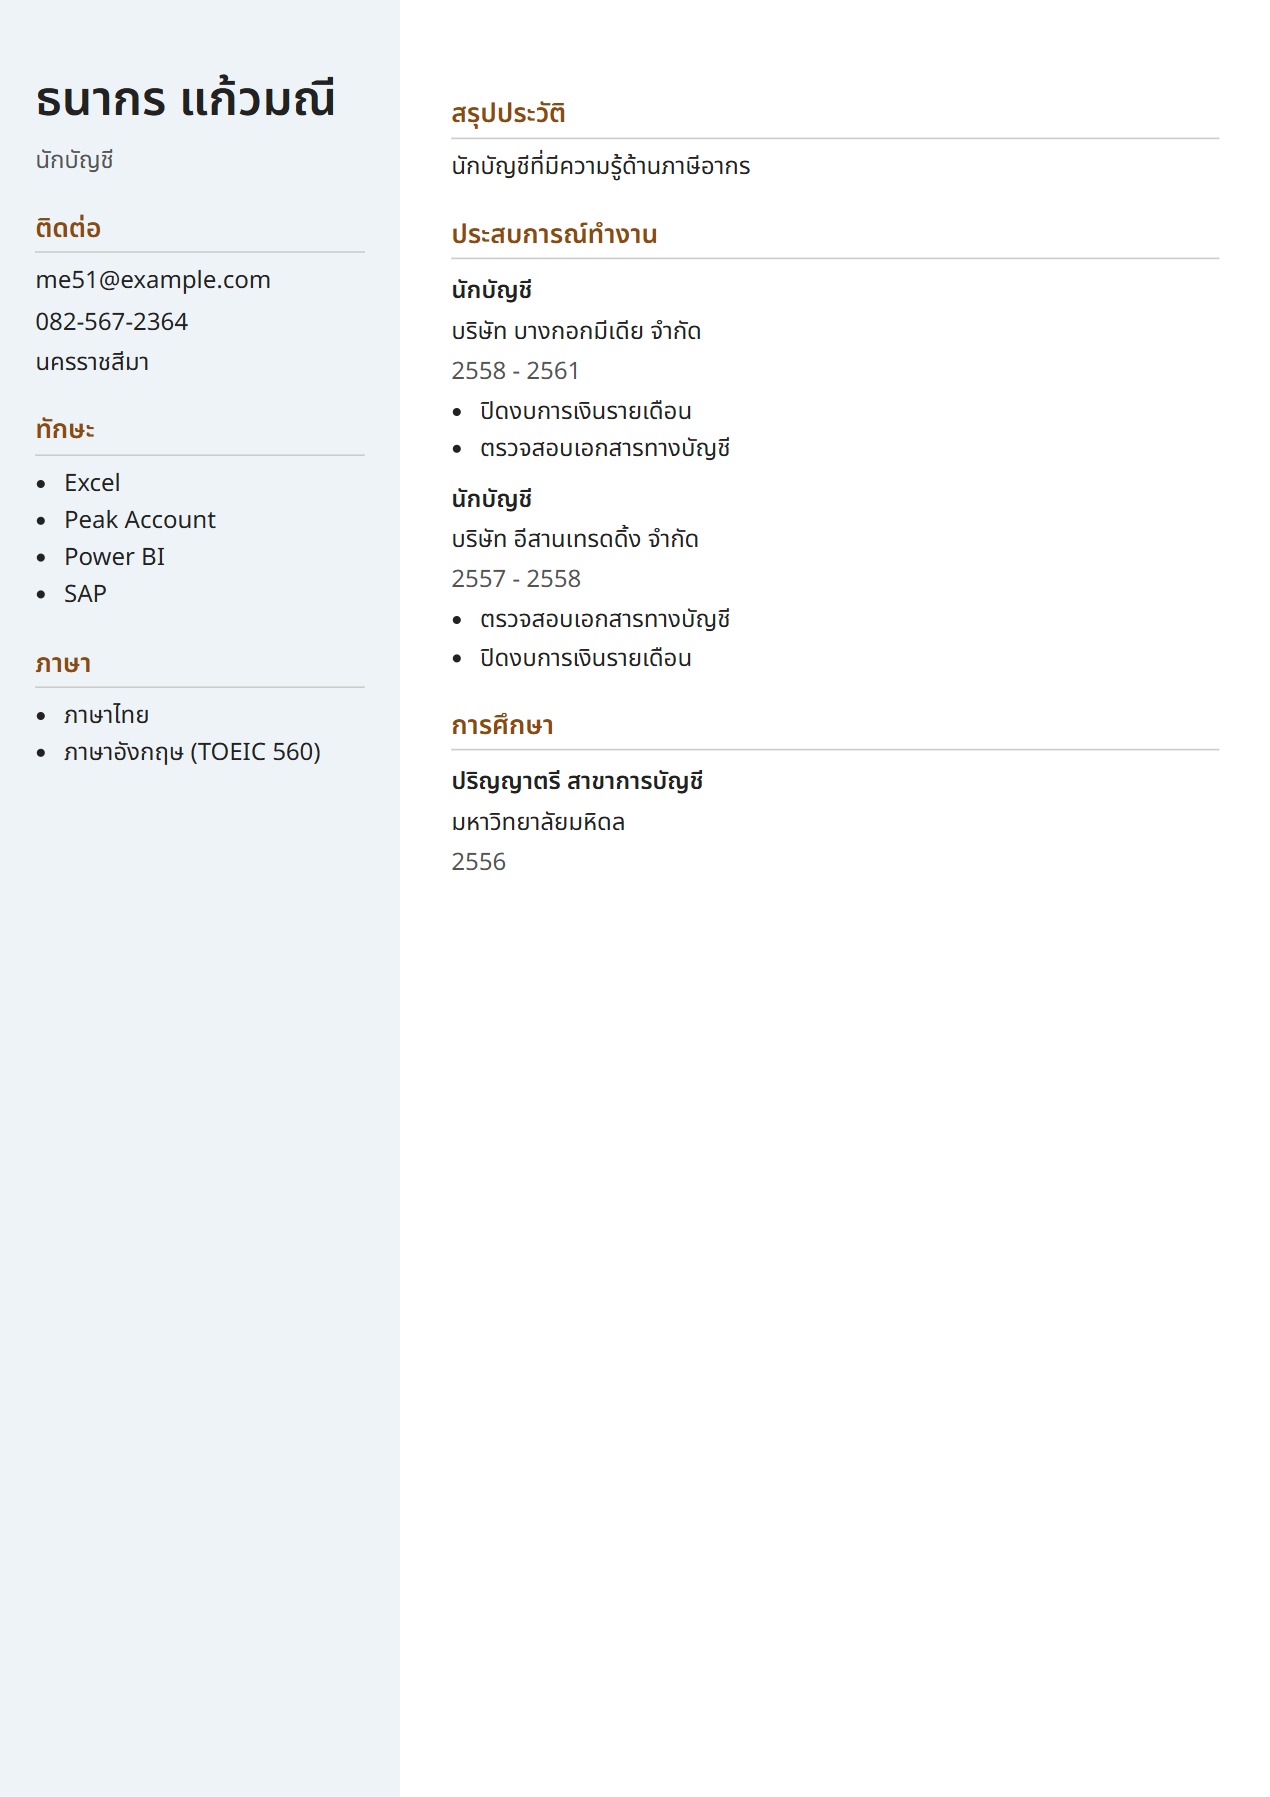 ธนากร แก้วมณี
นักบัญชี
ติดต่อ
me51@example.com
082-567-2364
นครราชสีมา
ทักษะ
• Excel
• Peak Account
• Power BI
• SAP
ภาษา
• ภาษาไทย
• ภาษาอังกฤษ (TOEIC 560)
สรุปประวัติ
นักบัญชีที่มีความรู้ด้านภาษีอากร
ประสบการณ์ทำงาน
นักบัญชี
บริษัท บางกอกมีเดีย จำกัด
2558 - 2561
• ปิดงบการเงินรายเดือน
• ตรวจสอบเอกสารทางบัญชี
นักบัญชี
บริษัท อีสานเทรดดิ้ง จำกัด
2557 - 2558
• ตรวจสอบเอกสารทางบัญชี
• ปิดงบการเงินรายเดือน
การศึกษา
ปริญญาตรี สาขาการบัญชี
มหาวิทยาลัยมหิดล
2556